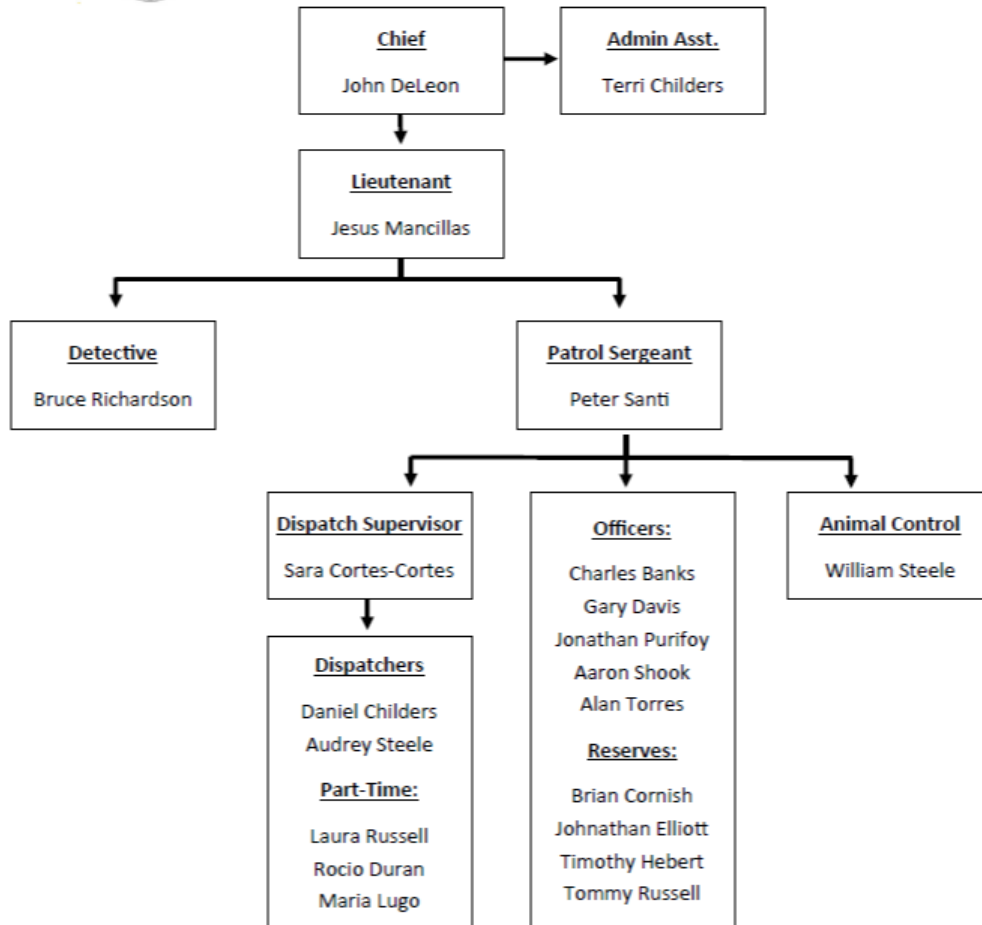 Chief
John DeLeon
Admin Asst.
Terri Childers
Lieutenant
Jesus Mancillas
Detective
Bruce Richardson
Patrol Sergeant
Peter Santi
Dispatch Supervisor
Sara Cortes-Cortes
Dispatchers
Daniel Childers
Audrey Steele
Part-Time:
Laura Russell
Rocio Duran
Maria Lugo
Officers:
Charles Banks
Gary Davis
Jonathan Purifoy
Aaron Shook
Alan Torres
Reserves:
Brian Cornish
Johnathan Elliott
Timothy Hebert
Tommy Russell
Animal Control
William Steele